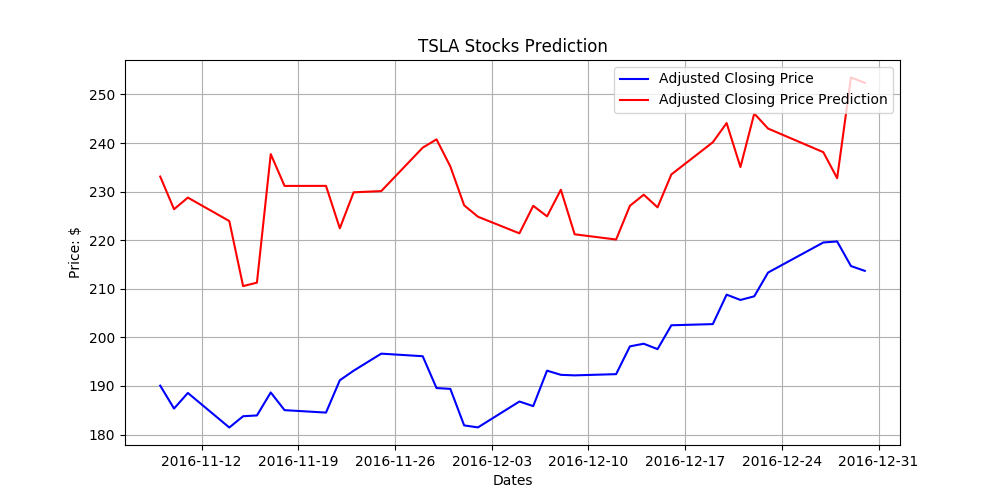 TSLA Stocks Prediction
Adjusted Closing Price
Adjusted Closing Price Prediction
Price: $
250
240
230
220
210
200
190
180
2016-11-12 2016-11-19 2016-11-26 2016-12-03 2016-12-10 2016-12-17 2016-12-24 2016-12-31
Dates